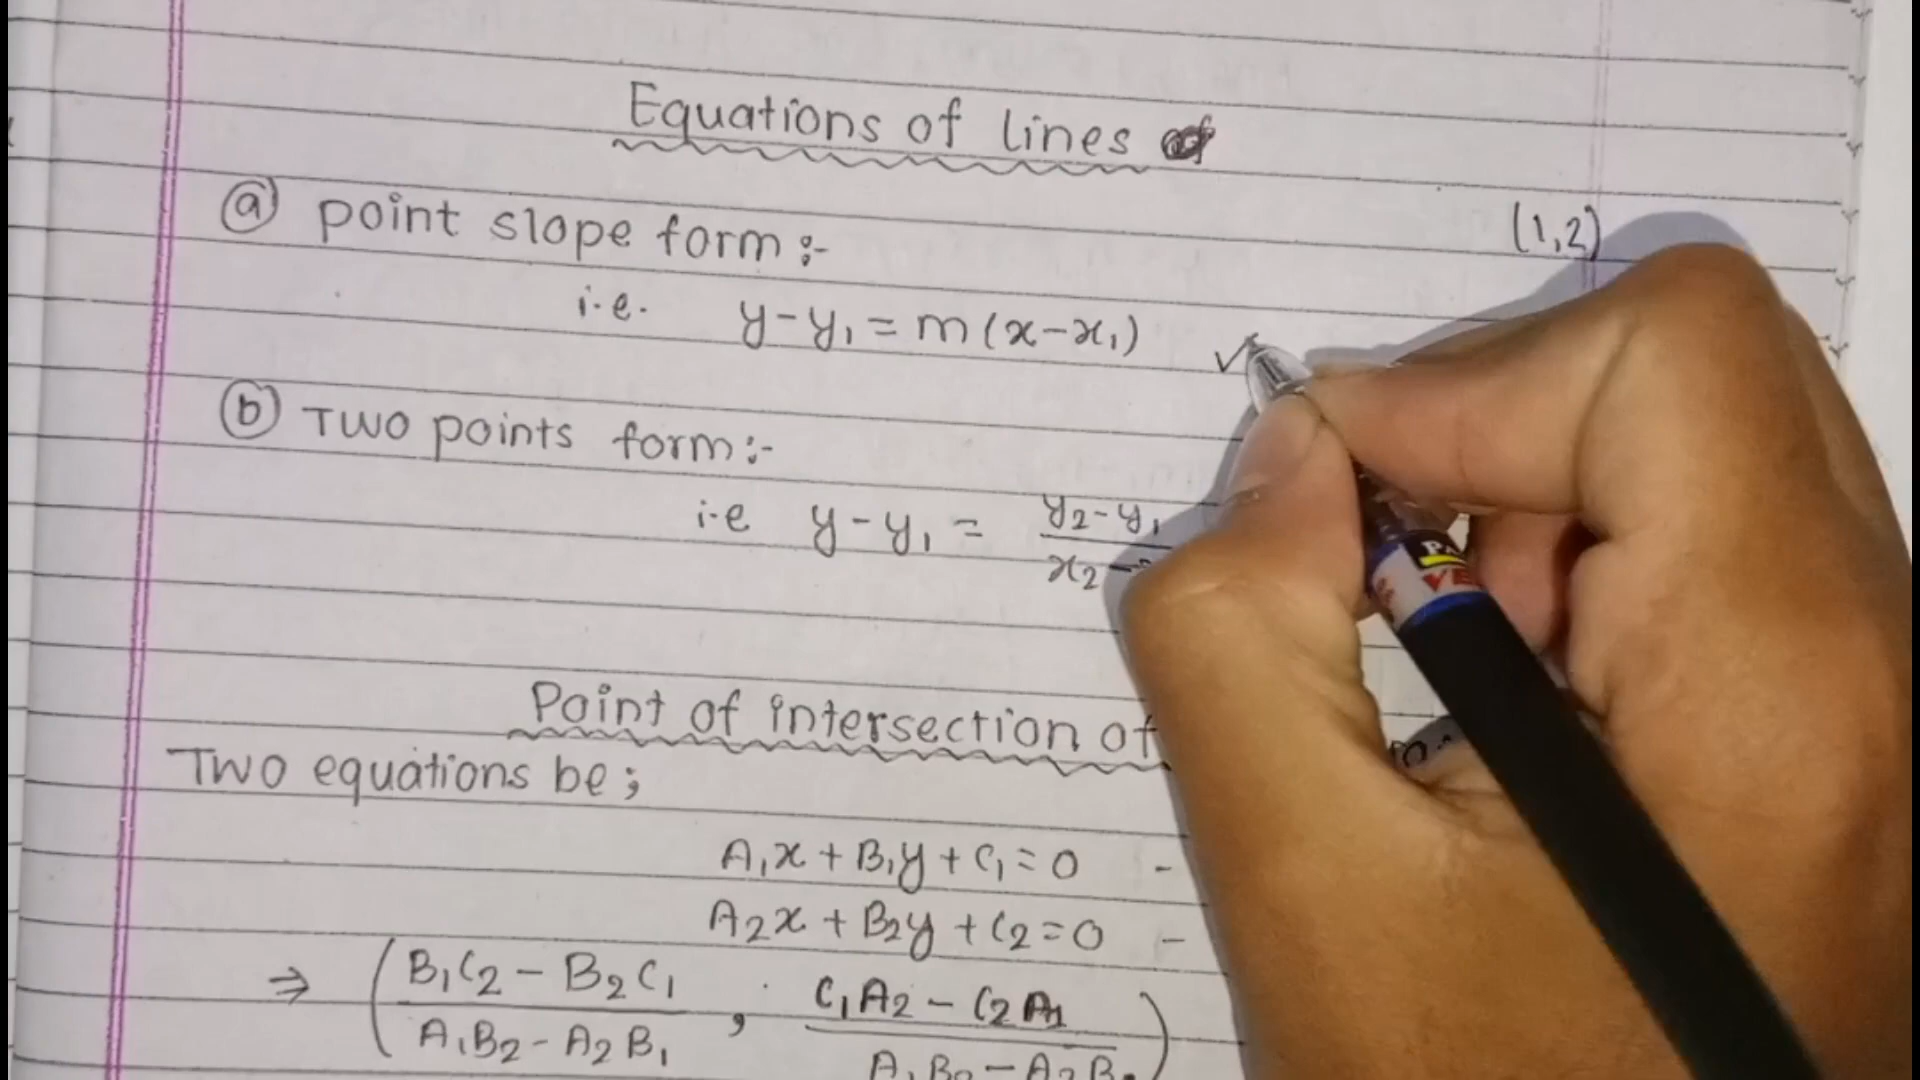 Equations of lines
(1,2)
ⓐ point slope form:-
i.e. y-y₁ = m(x-x₁) ✓
ⓑ Two points form:-
i.e y-y₁ = y₂-y₁
x₂-
Point of intersection of
Two equations be;
A₁x + B₁y + C₁ = 0 -
A₂x + B₂y + C₂ = 0 -
⇒ (B₁C₂ - B₂C₁ / A₁B₂ - A₂B₁ , C₁A₂ - C₂A₁ / A₁B₂ - A₂B₁)